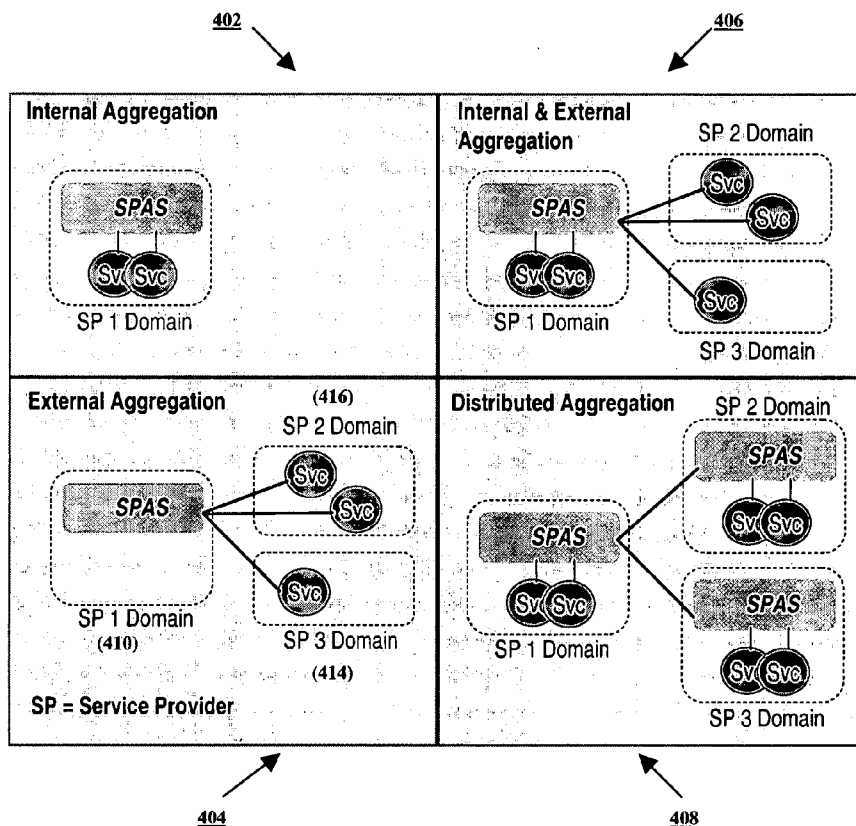 402
406
Internal Aggregation
SPAS
Svc
Svc
SP 1 Domain
Internal & External
Aggregation
SP 2 Domain
SPAS
Svc
Svc
Svc
Svc
Svc
SP 1 Domain
SP 3 Domain
External Aggregation
(416)
SP 2 Domain
SPAS
Svc
Svc
Svc
SP 1 Domain
(410)
SP 3 Domain
(414)
SP = Service Provider
Distributed Aggregation
SP 2 Domain
SPAS
Svc
Svc
SPAS
Svc
Svc
SP 1 Domain
SPAS
Svc
Svc
SP 3 Domain
404
408